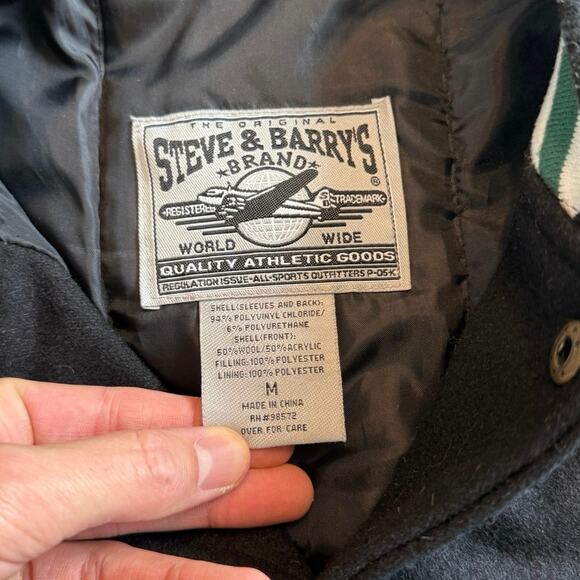 THE ORIGINAL
STEVE & BARRY'S
★BRAND★
REGISTERED TRADEMARK
®
WORLD WIDE
QUALITY ATHLETIC GOODS
REGULATION ISSUE-ALL-SPORTS OUTFITTERS P-05-K
SHELL(SLEEVES AND BACK):
94% POLYVINYL CHLORIDE/
6% POLYURETHANE
SHELL(FRONT):
50%WOOL/50%ACRYLIC
FILLING:100% POLYESTER
LINING:100% POLYESTER
M
MADE IN CHINA
RN#98572
OVER FOR CARE